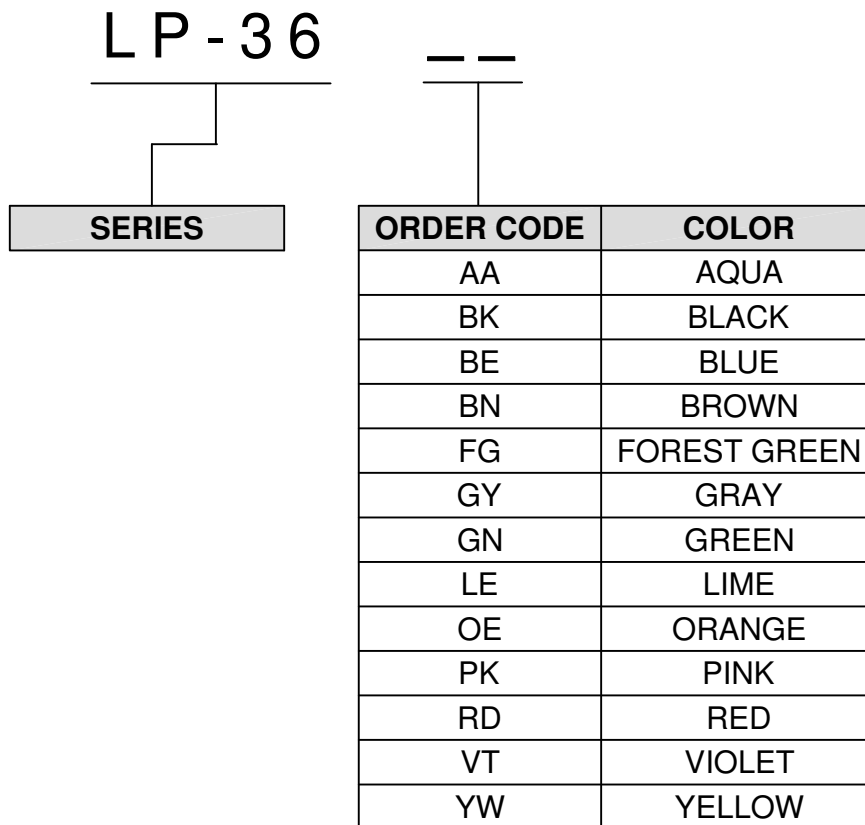 LP-36 _ _
SERIES
ORDER CODE COLOR
AA AQUA
BK BLACK
BE BLUE
BN BROWN
FG FOREST GREEN
GY GRAY
GN GREEN
LE LIME
OE ORANGE
PK PINK
RD RED
VT VIOLET
YW YELLOW